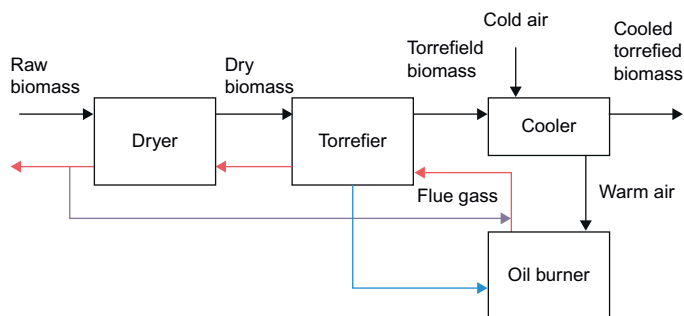 Raw
biomass
Dry
biomass
Torrefield
biomass
Cold air
Cooled
torrefied
biomass
Dryer
Torrefier
Cooler
Flue gass
Warm air
Oil burner